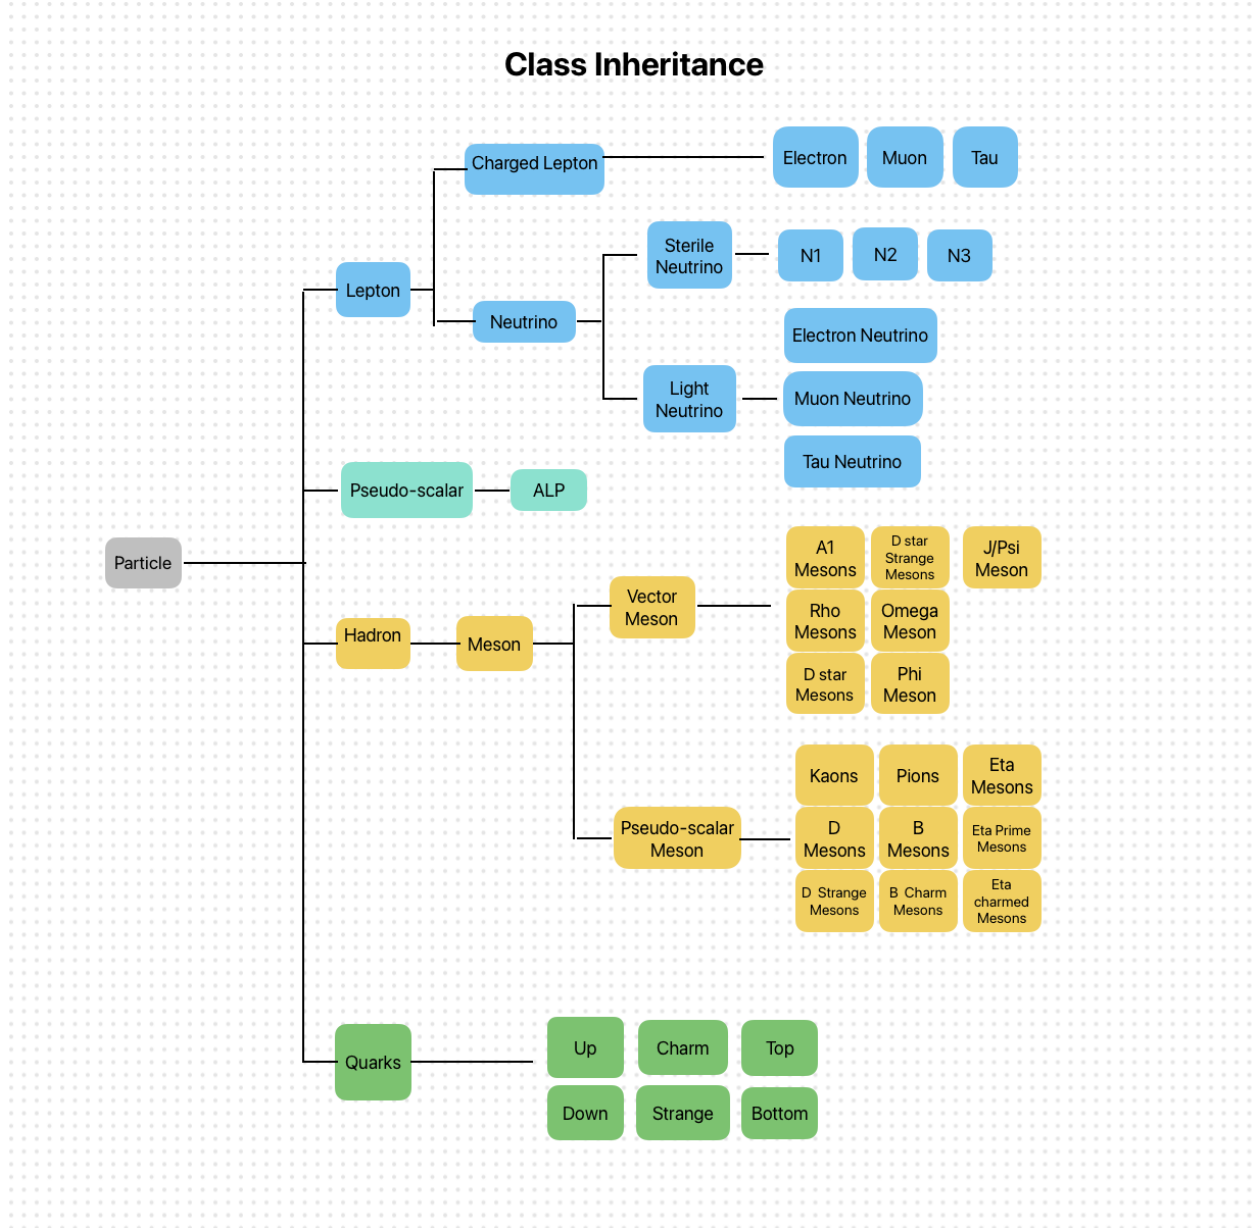 Class Inheritance
Charged Lepton
Electron
Muon
Tau
Sterile
Neutrino
N1
N2
N3
Lepton
Neutrino
Electron Neutrino
Light
Neutrino
Muon Neutrino
Tau Neutrino
Pseudo-scalar
ALP
Particle
Hadron
Meson
Vector
Meson
A1
Mesons
D star
Strange
Mesons
J/Psi
Meson
Rho
Mesons
Omega
Meson
D star
Mesons
Phi
Meson
Pseudo-scalar
Meson
Kaons
Pions
Eta
Mesons
D
Mesons
B
Mesons
Eta Prime
Mesons
D Strange
Mesons
B Charm
Mesons
Eta
charmed
Mesons
Quarks
Up
Charm
Top
Down
Strange
Bottom